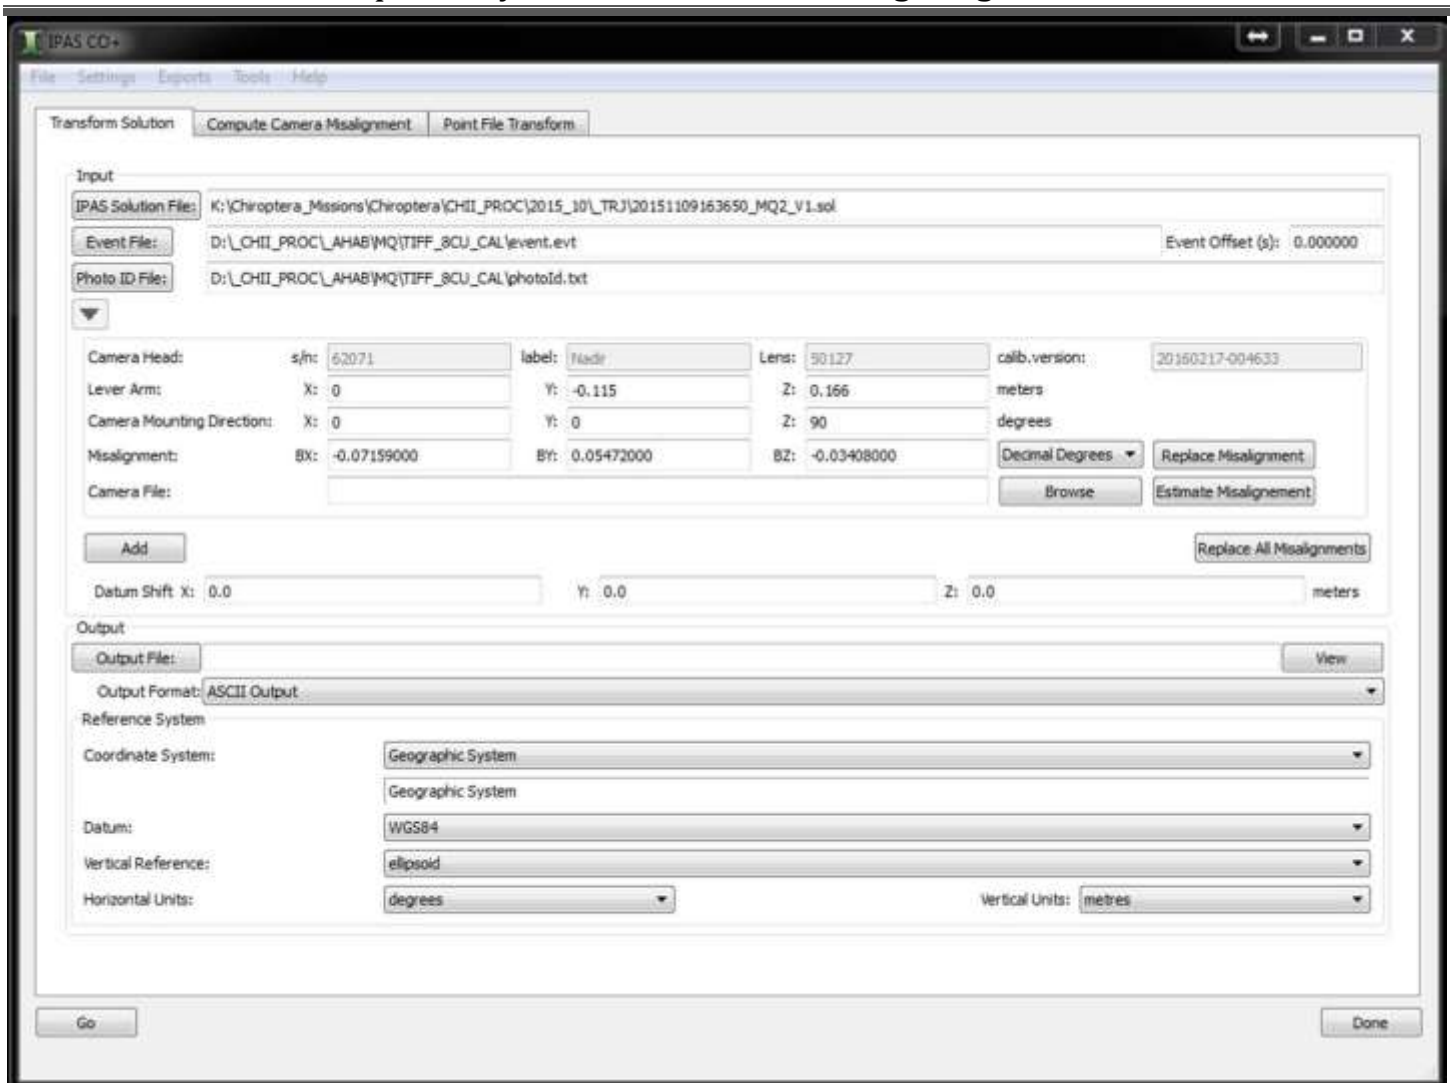 IPAS CO+
File Settings Exports Tools Help
Transform Solution Compute Camera Misalignment Point File Transform
Input
IPAS Solution File: K:\Chiroptera_Missions\Chiroptera\CHII_PROC\2015_10\_TRJ\20151109163650_MQ2_V1.sol
Event File: D:\_CHII_PROC\_AHAB\MQ\TIFF_8CU_CAL\event.evt Event Offset (s): 0.000000
Photo ID File: D:\_CHII_PROC\_AHAB\MQ\TIFF_8CU_CAL\photoId.txt
Camera Head: s/n: 62071 label: Nadir Lens: 50127 calib.version: 20160217-004633
Lever Arm: X: 0 Y: -0.115 Z: 0.166 meters
Camera Mounting Direction: X: 0 Y: 0 Z: 90 degrees
Misalignment: BX: -0.07159000 BY: 0.05472000 BZ: -0.03408000 Decimal Degrees Replace Misalignment
Camera File: Browse Estimate Misalignement
Add Replace All Misalignments
Datum Shift X: 0.0 Y: 0.0 Z: 0.0 meters
Output
Output File: View
Output Format: ASCII Output
Reference System
Coordinate System: Geographic System
Geographic System
Datum: WGS84
Vertical Reference: ellipsoid
Horizontal Units: degrees Vertical Units: metres
Go Done